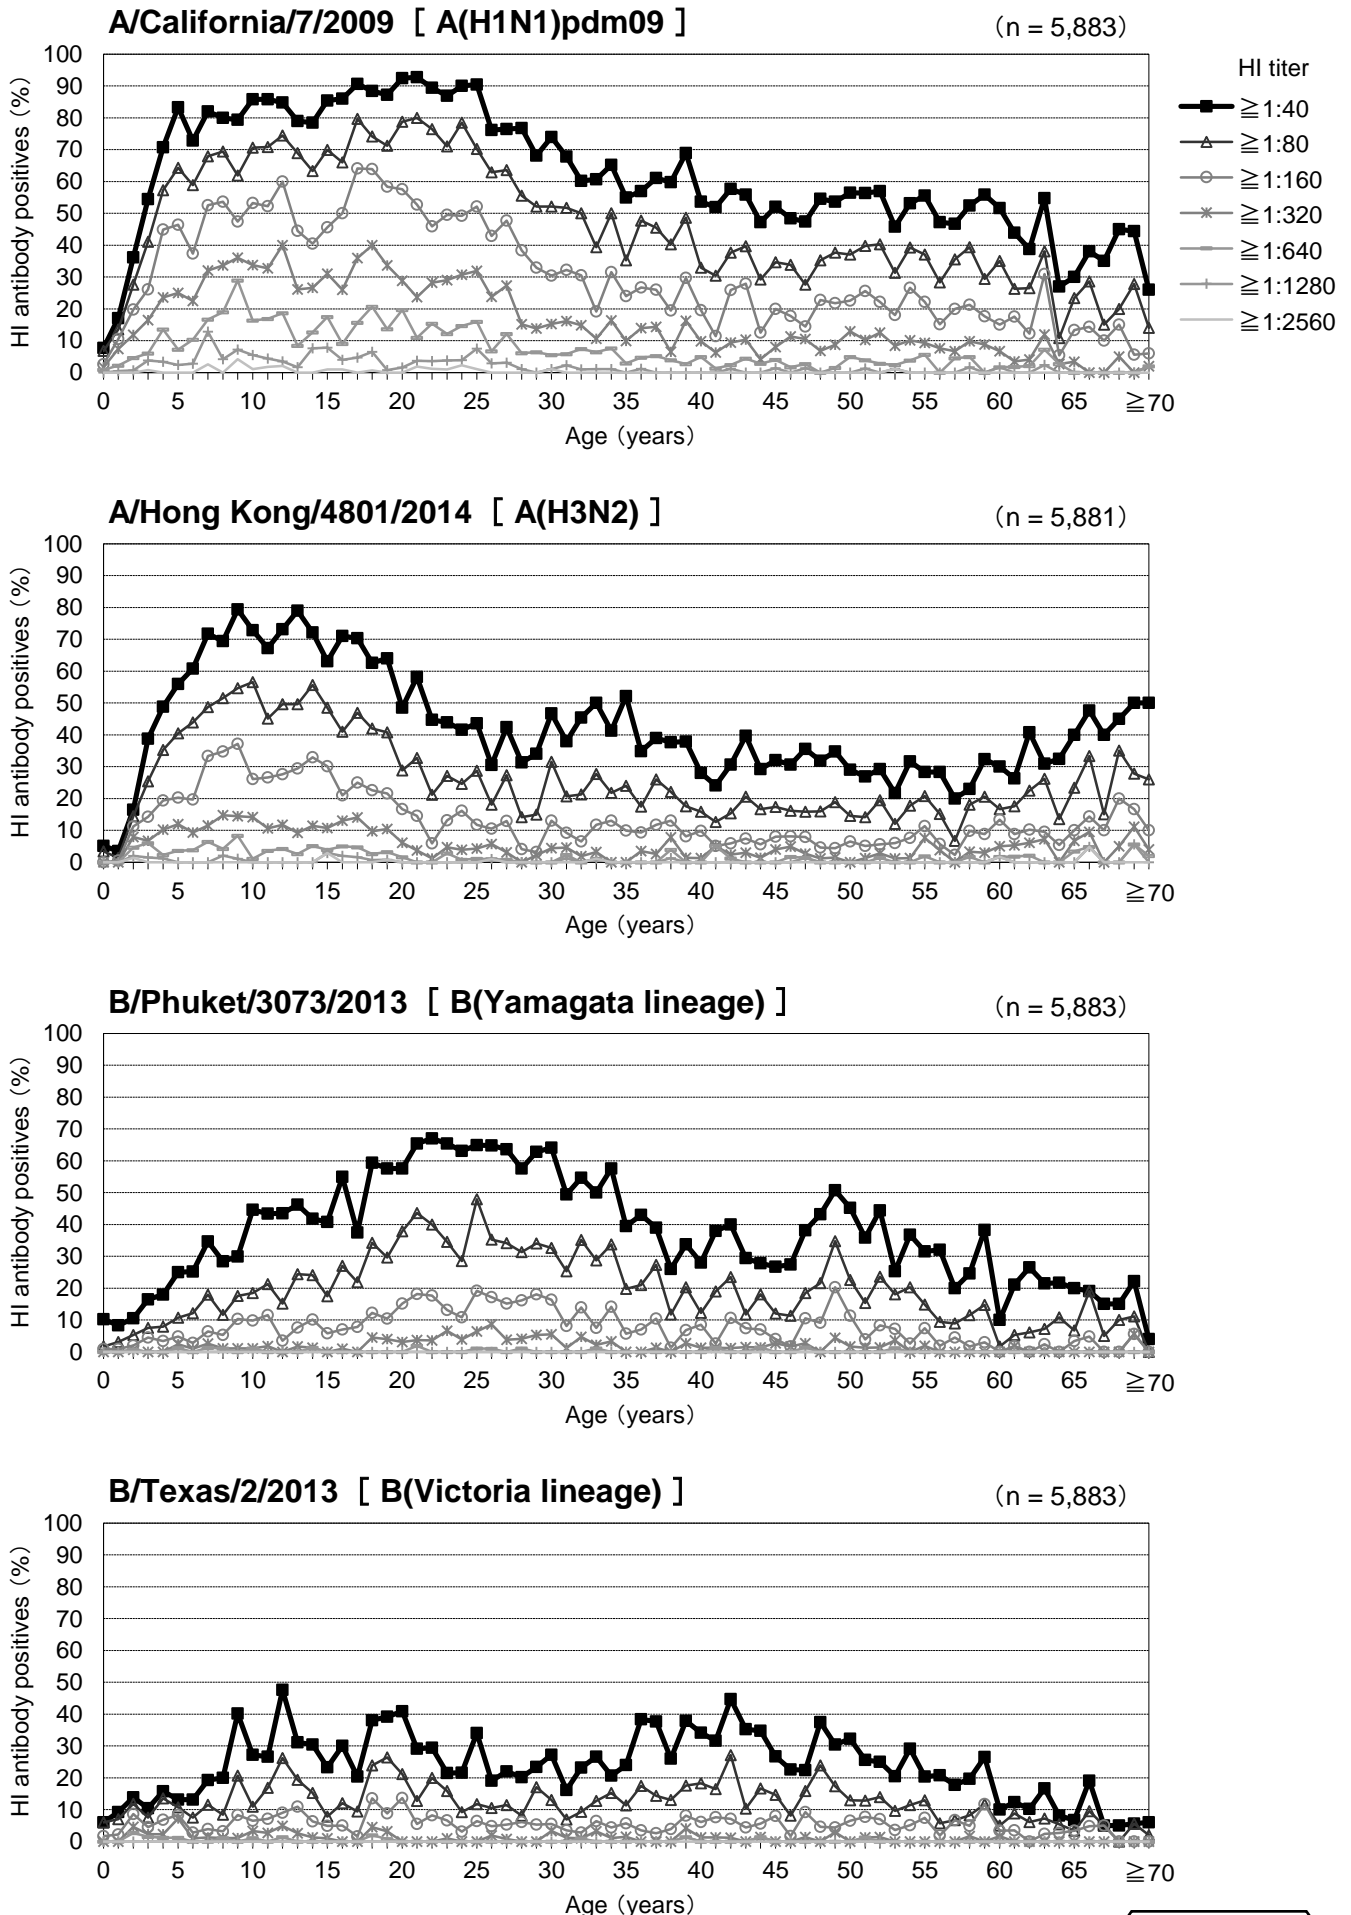 A/California/7/2009［ A(H1N1)pdm09 ］
（n = 5,883）
HI titer
≧1:40
≧1:80
≧1:160
≧1:320
≧1:640
≧1:1280
≧1:2560
HI antibody positives（%）
100
90
80
70
60
50
40
30
20
10
0
0 5 10 15 20 25 30 35 40 45 50 55 60 65 ≧70
Age（years）
A/Hong Kong/4801/2014［ A(H3N2) ］
（n = 5,881）
HI antibody positives（%）
100
90
80
70
60
50
40
30
20
10
0
0 5 10 15 20 25 30 35 40 45 50 55 60 65 ≧70
Age（years）
B/Phuket/3073/2013［ B(Yamagata lineage) ］
（n = 5,883）
HI antibody positives（%）
100
90
80
70
60
50
40
30
20
10
0
0 5 10 15 20 25 30 35 40 45 50 55 60 65 ≧70
Age（years）
B/Texas/2/2013［ B(Victoria lineage) ］
（n = 5,883）
HI antibody positives（%）
100
90
80
70
60
50
40
30
20
10
0
0 5 10 15 20 25 30 35 40 45 50 55 60 65 ≧70
Age（years）